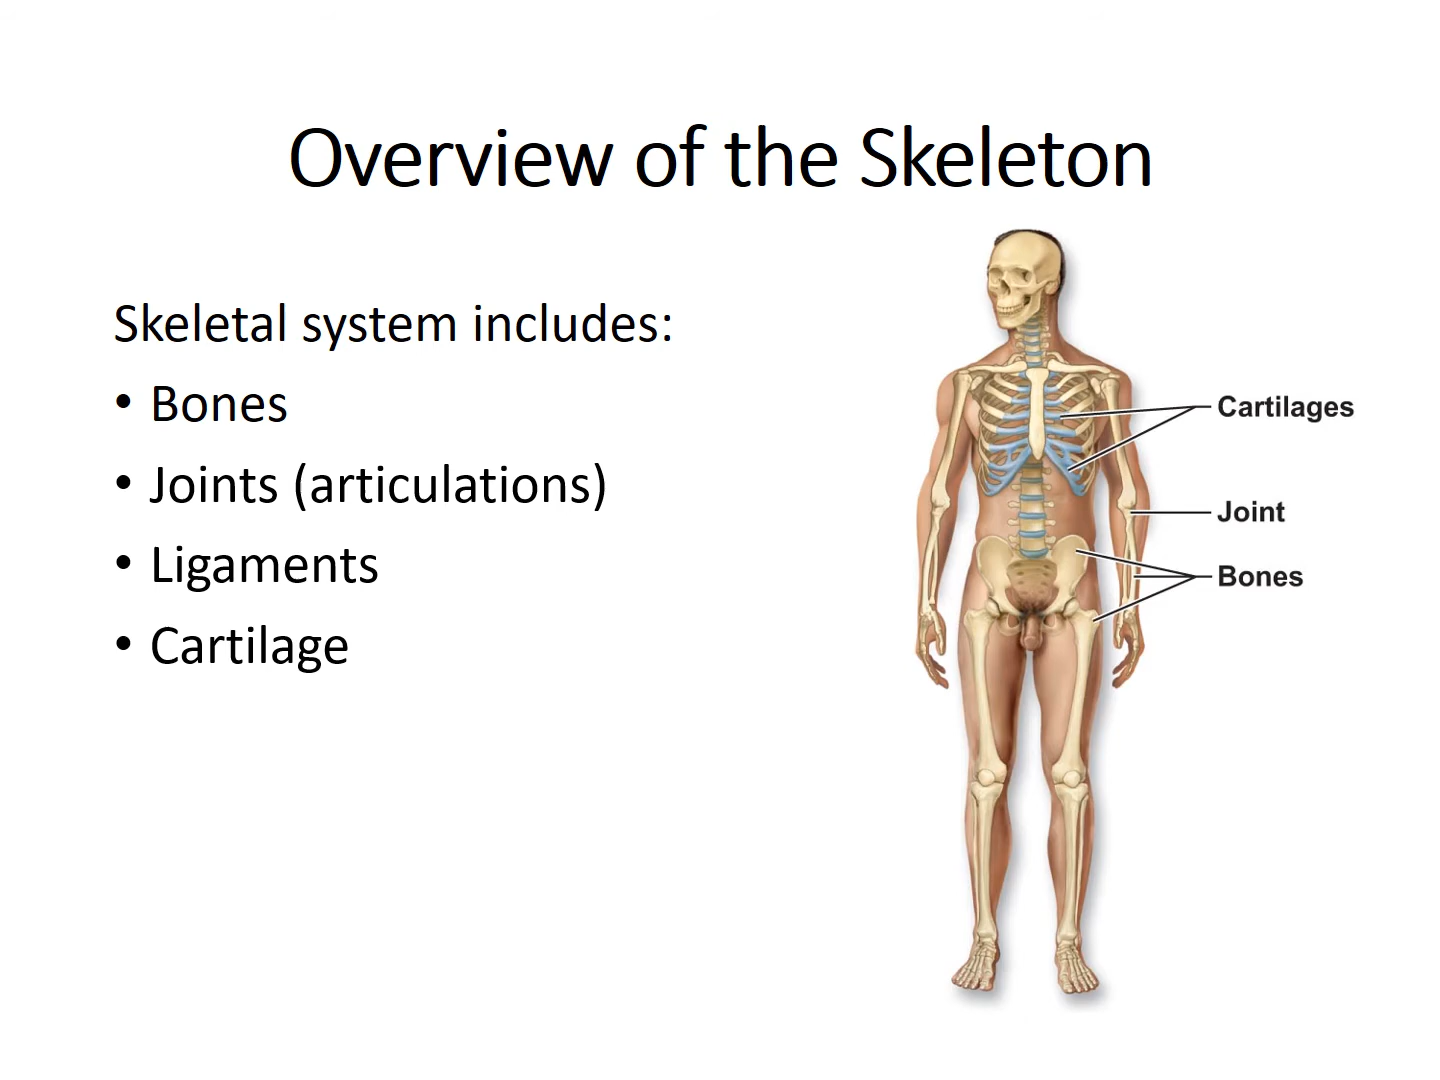 Overview of the Skeleton
Skeletal system includes:
• Bones
• Joints (articulations)
• Ligaments
• Cartilage
Cartilages
Joint
Bones